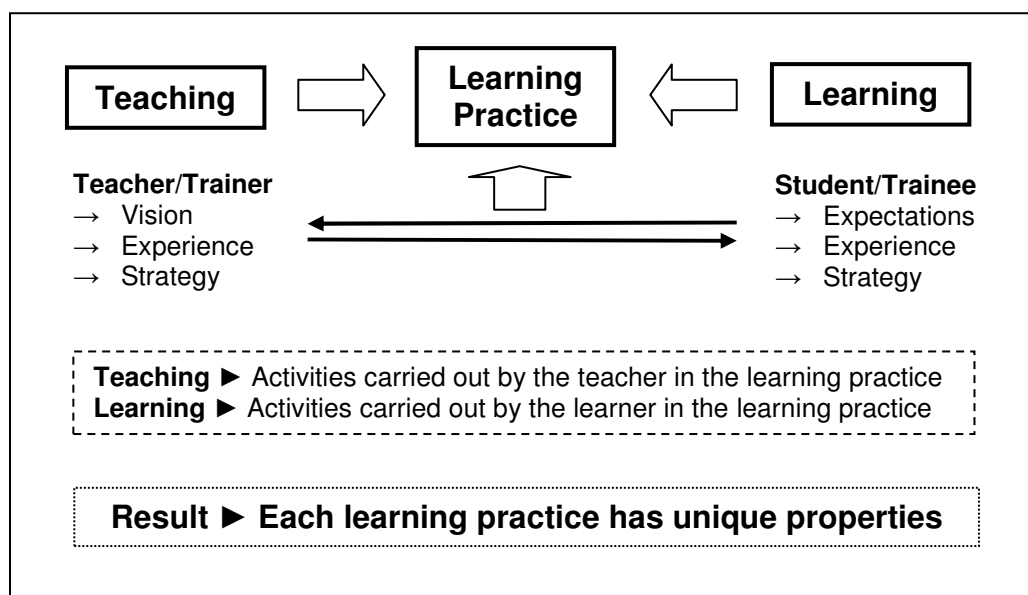 Teaching
Learning
Practice
Learning
Teacher/Trainer
→ Vision
→ Experience
→ Strategy
Student/Trainee
→ Expectations
→ Experience
→ Strategy
Teaching ► Activities carried out by the teacher in the learning practice
Learning ► Activities carried out by the learner in the learning practice
Result ► Each learning practice has unique properties